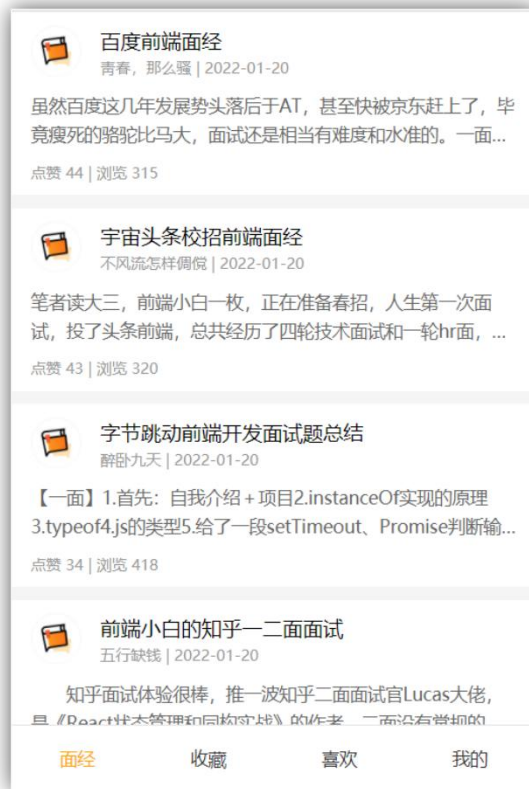 百度前端面经
青春，那么骚 | 2022-01-20
虽然百度这几年发展势头落后于AT，甚至快被京东赶上了，毕
竟瘦死的骆驼比马大，面试还是相当有难度和水准的。一面...
点赞 44 | 浏览 315
宇宙头条校招前端面经
不风流怎样倜傥 | 2022-01-20
笔者读大三，前端小白一枚，正在准备春招，人生第一次面
试，投了头条前端，总共经历了四轮技术面试和一轮hr面，...
点赞 43 | 浏览 320
字节跳动前端开发面试题总结
醉卧九天 | 2022-01-20
【一面】1.首先：自我介绍 + 项目2.instanceOf实现的原理
3.typeof4.js的类型5.给了一段setTimeout、Promise判断输...
点赞 34 | 浏览 418
前端小白的知乎一二面面试
五行缺钱 | 2022-01-20
知乎面试体验很棒，推一波知乎二面面试官Lucas大佬，
是《React状态管理和同构实战》的作者，二面没有常规的
面经 收藏 喜欢 我的